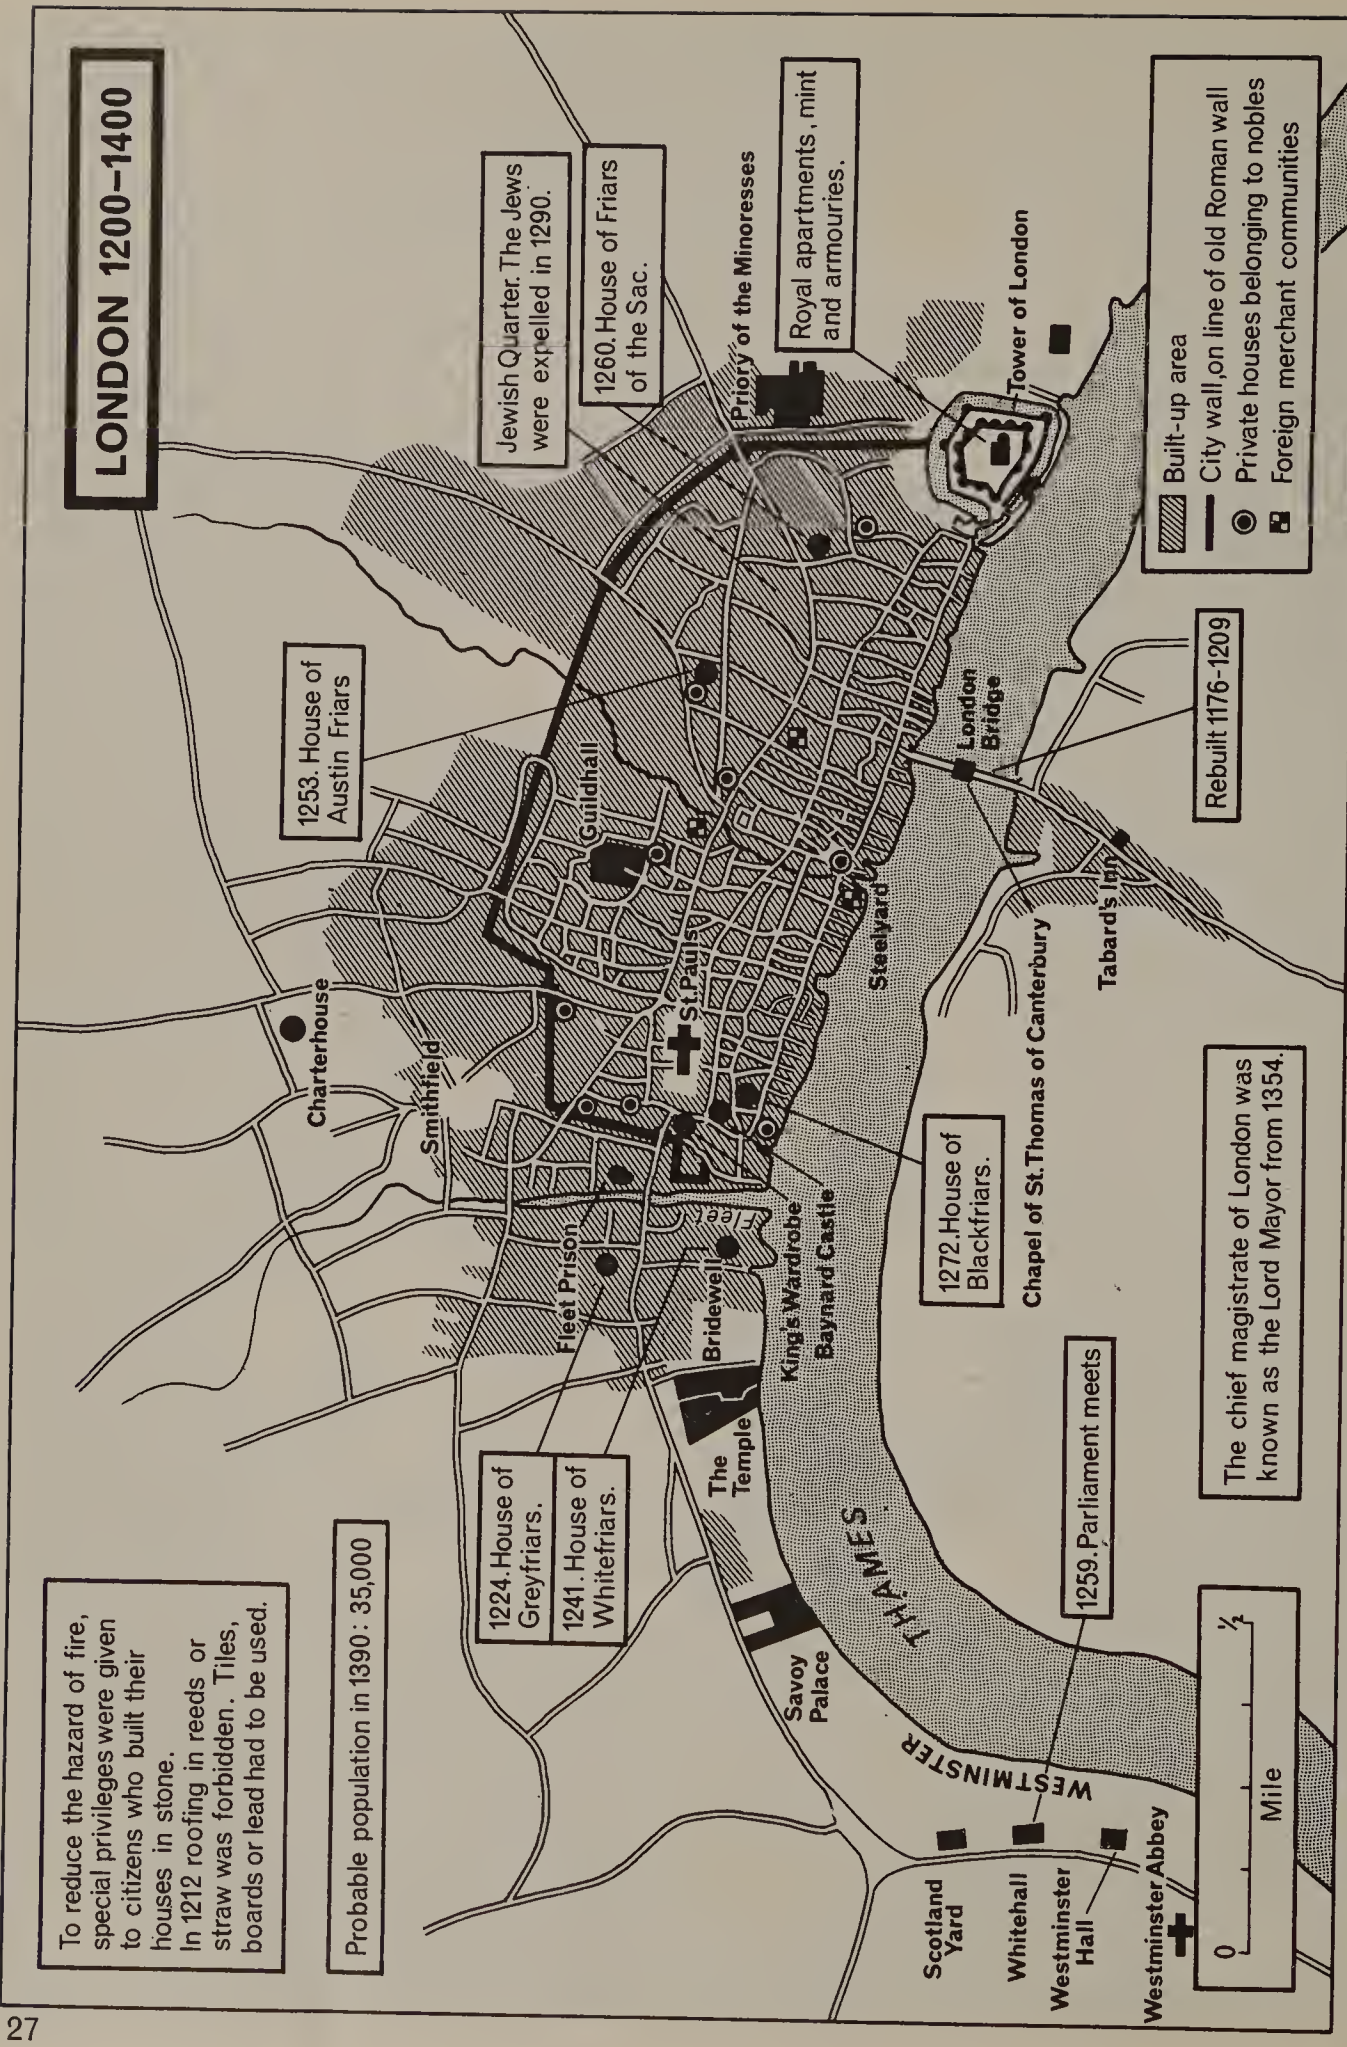 27
LONDON 1200–1400
To reduce the hazard of fire,
special privileges were given
to citizens who built their
houses in stone.
In 1212 roofing in reeds or
straw was forbidden. Tiles,
boards or lead had to be used.
Probable population in 1390: 35,000
1253. House of
Austin Friars
Jewish Quarter. The Jews
were expelled in 1290.
1260. House of Friars
of the Sac.
Priory of the Minoresses
Royal apartments, mint
and armouries.
Tower of London
Charterhouse
Smithfield
Guildhall
St. Pauls
Steelyard
London
Bridge
Rebuilt 1176-1209
Tabard's Inn
Chapel of St. Thomas of Canterbury
1272. House of
Blackfriars.
Fleet Prison
Fleet
Bridewell
King's Wardrobe
Baynard Castle
1224. House of
Greyfriars.
1241. House of
Whitefriars.
The
Temple
Savoy
Palace
THAMES
WESTMINSTER
1259. Parliament meets
Scotland
Yard
Whitehall
Westminster
Hall
Westminster Abbey
The chief magistrate of London was
known as the Lord Mayor from 1354.
Built-up area
City wall, on line of old Roman wall
Private houses belonging to nobles
Foreign merchant communities
0
½
Mile